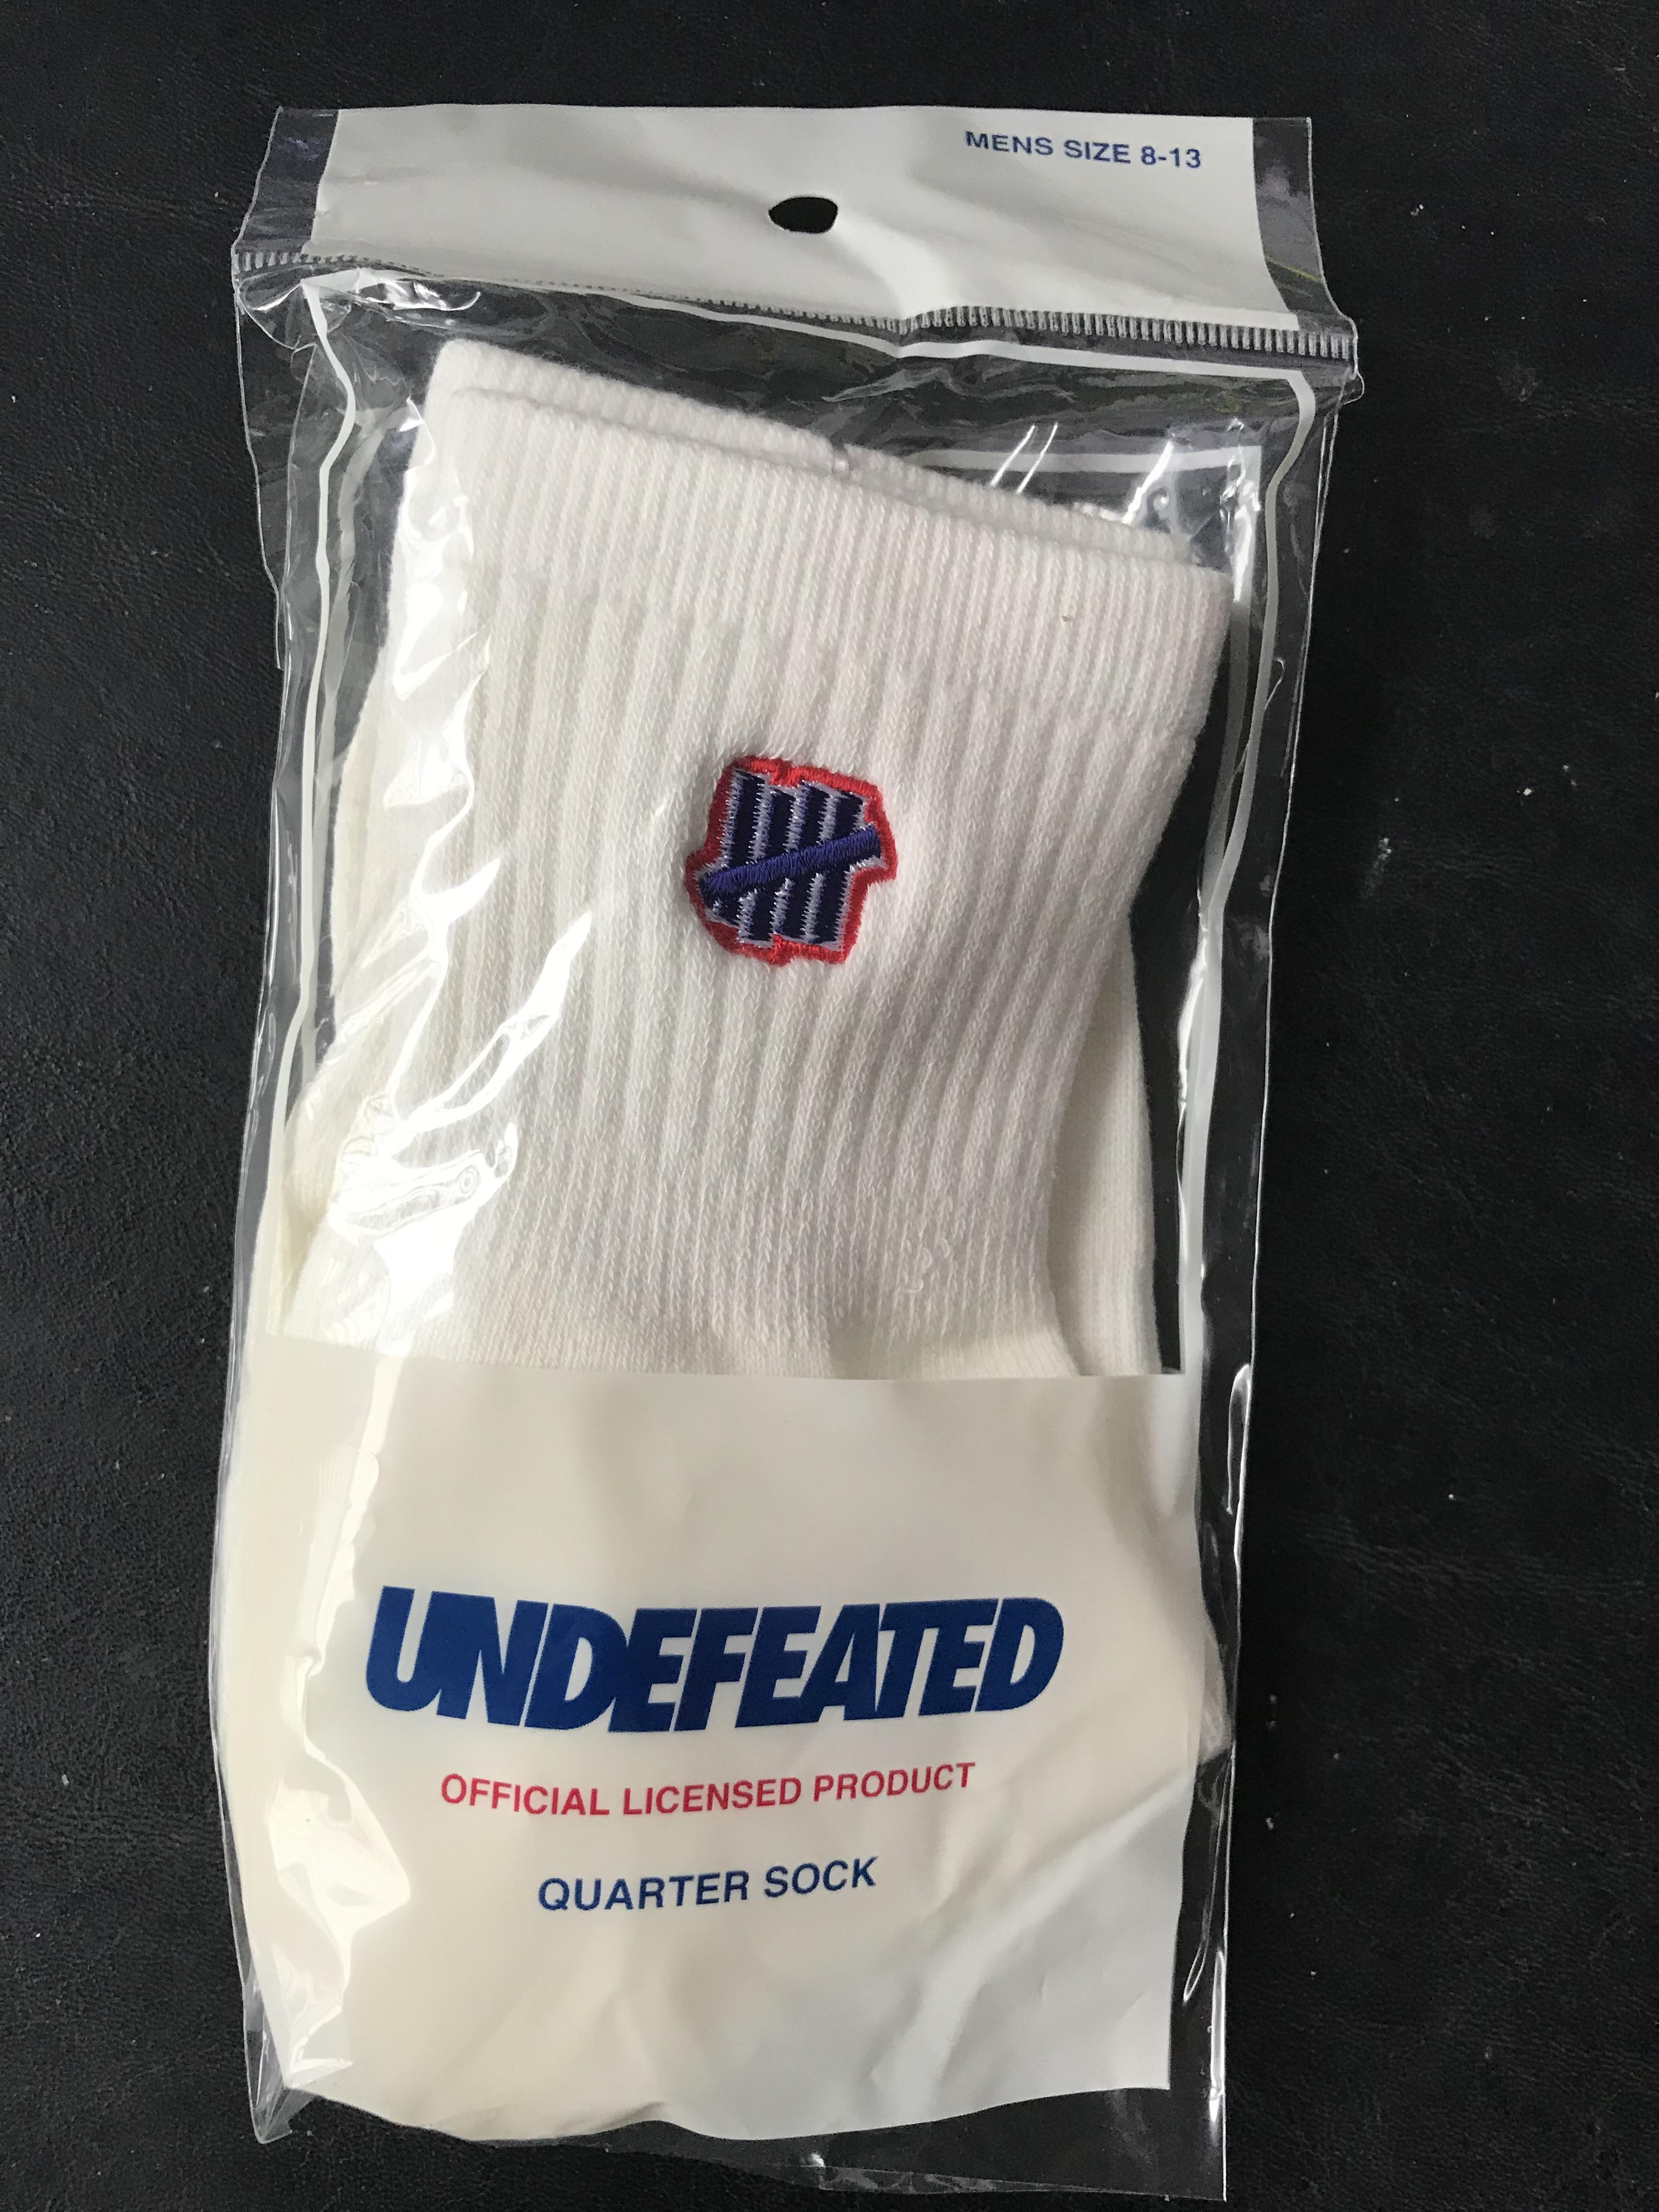 MENS SIZE 8-13
UNDEFEATED
OFFICIAL LICENSED PRODUCT
QUARTER SOCK